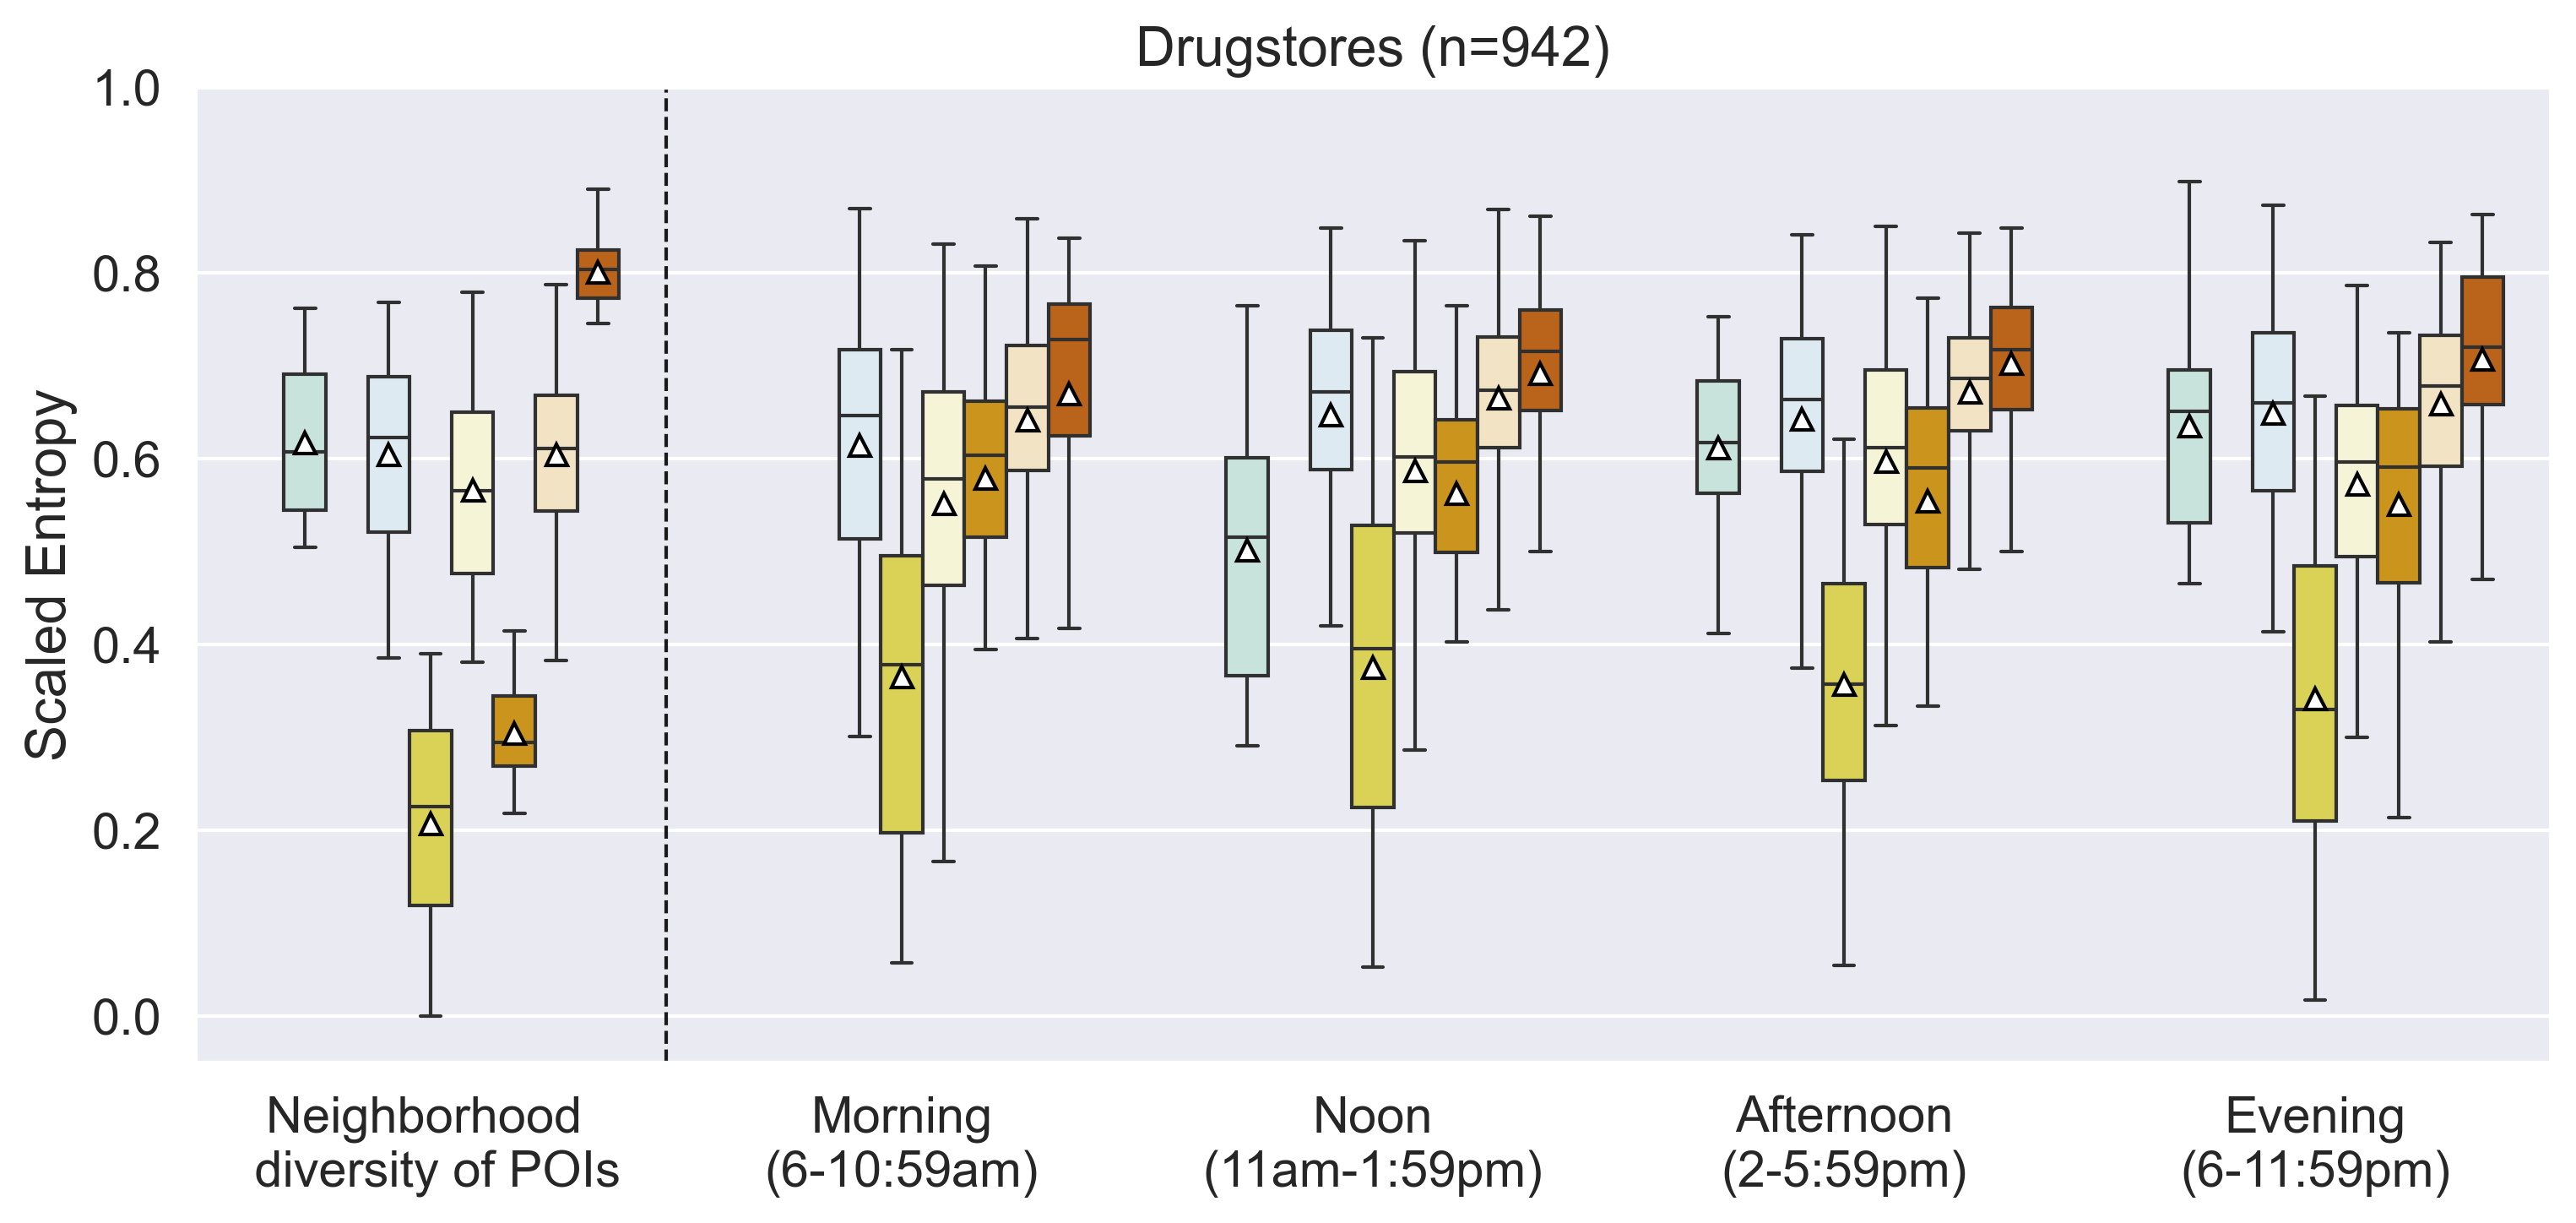 Drugstores (n=942)
1.0
0.8
0.6
0.4
0.2
0.0
Scaled Entropy
Neighborhood
diversity of POIs
Morning
(6-10:59am)
Noon
(11am-1:59pm)
Afternoon
(2-5:59pm)
Evening
(6-11:59pm)